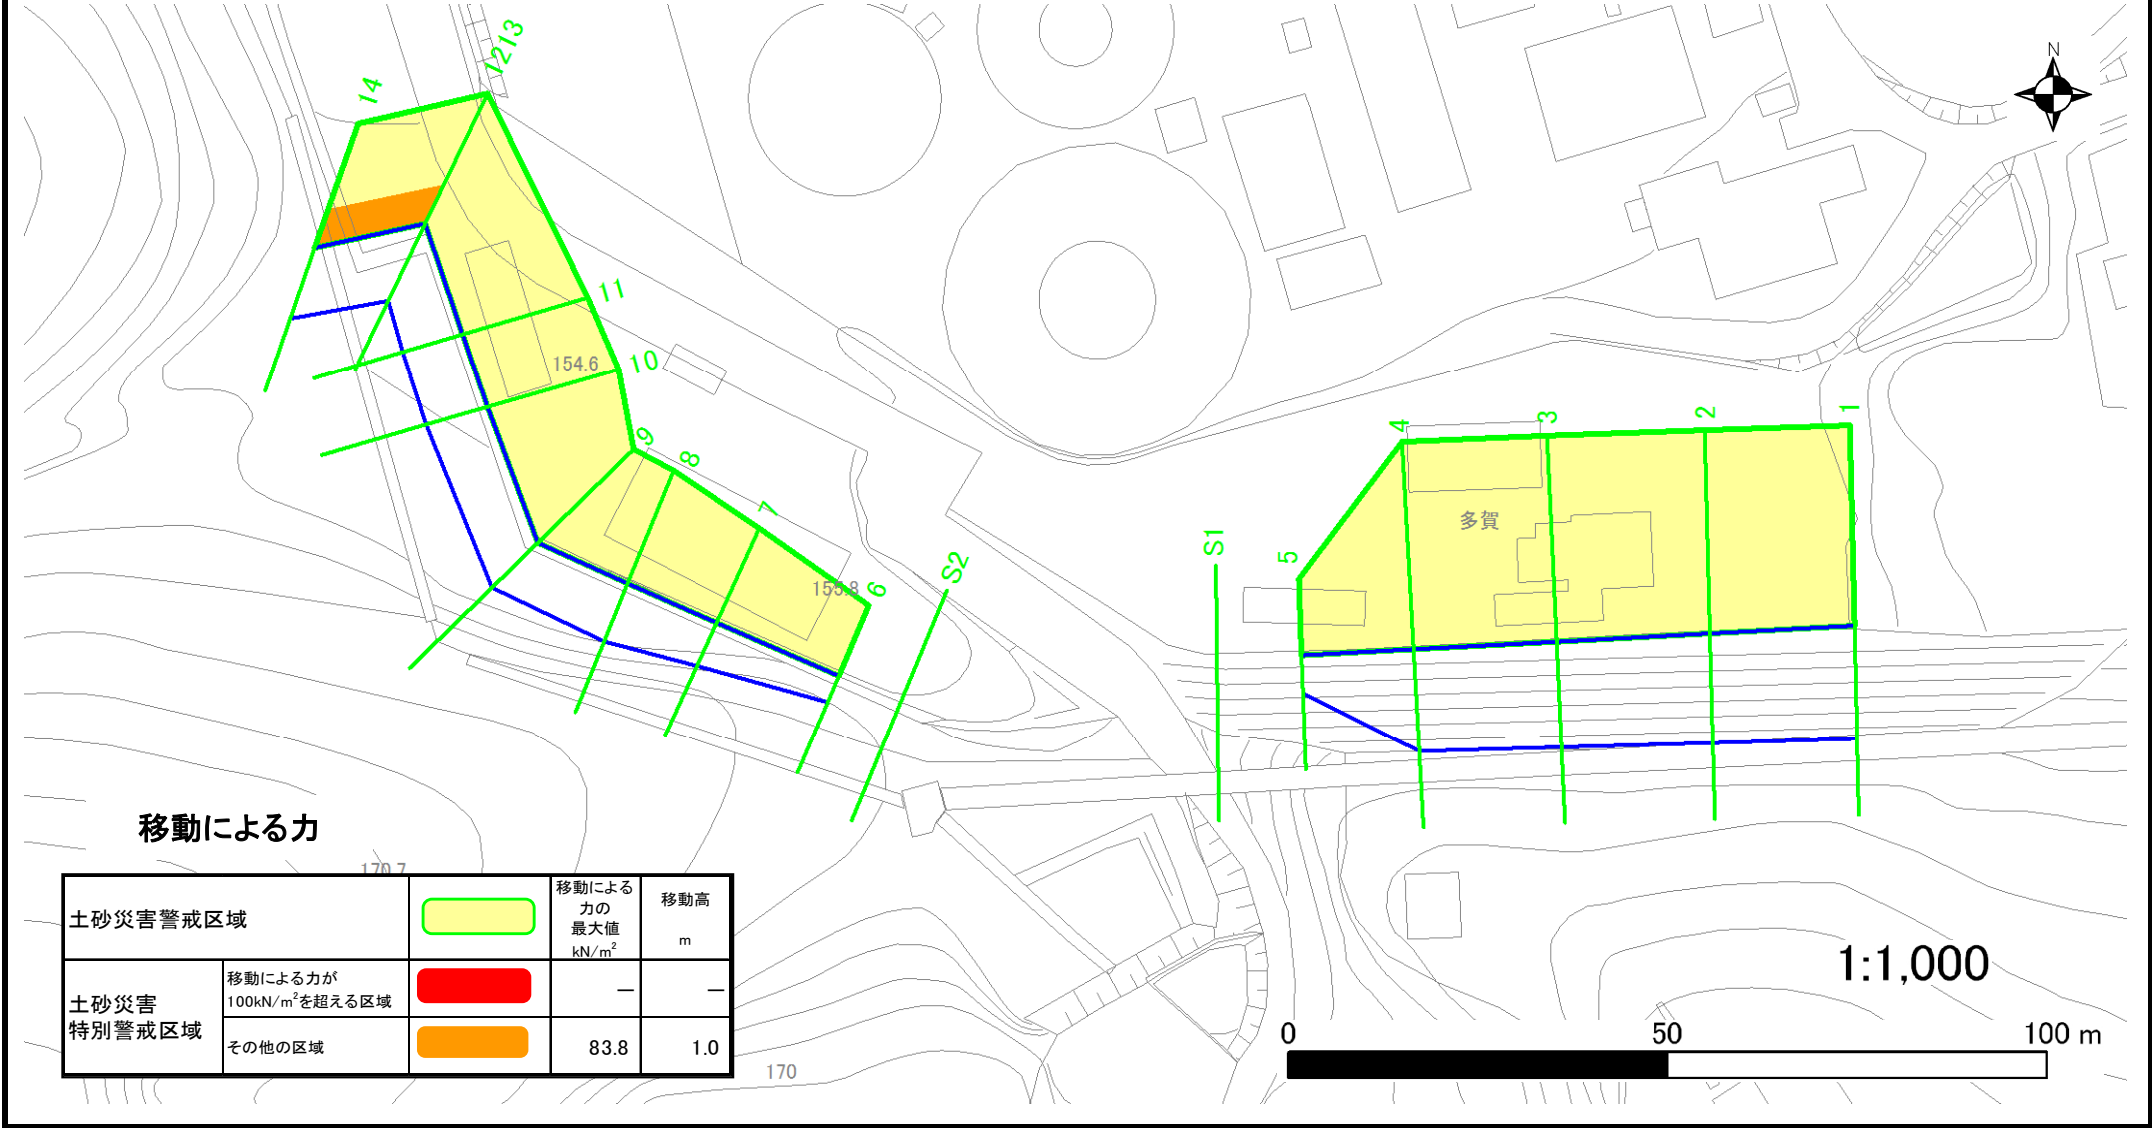 N
14
1213
11
10
154.6
9
8
7
6
155.8
S2
S1
5
4
3
2
1
多賀
移動による力
170.7
土砂災害警戒区域
移動による
力の
最大値
kN/m²
移動高
m
土砂災害
特別警戒区域
移動による力が
100kN/m²を超える区域
―
―
その他の区域
83.8
1.0
170
1:1,000
0
50
100 m